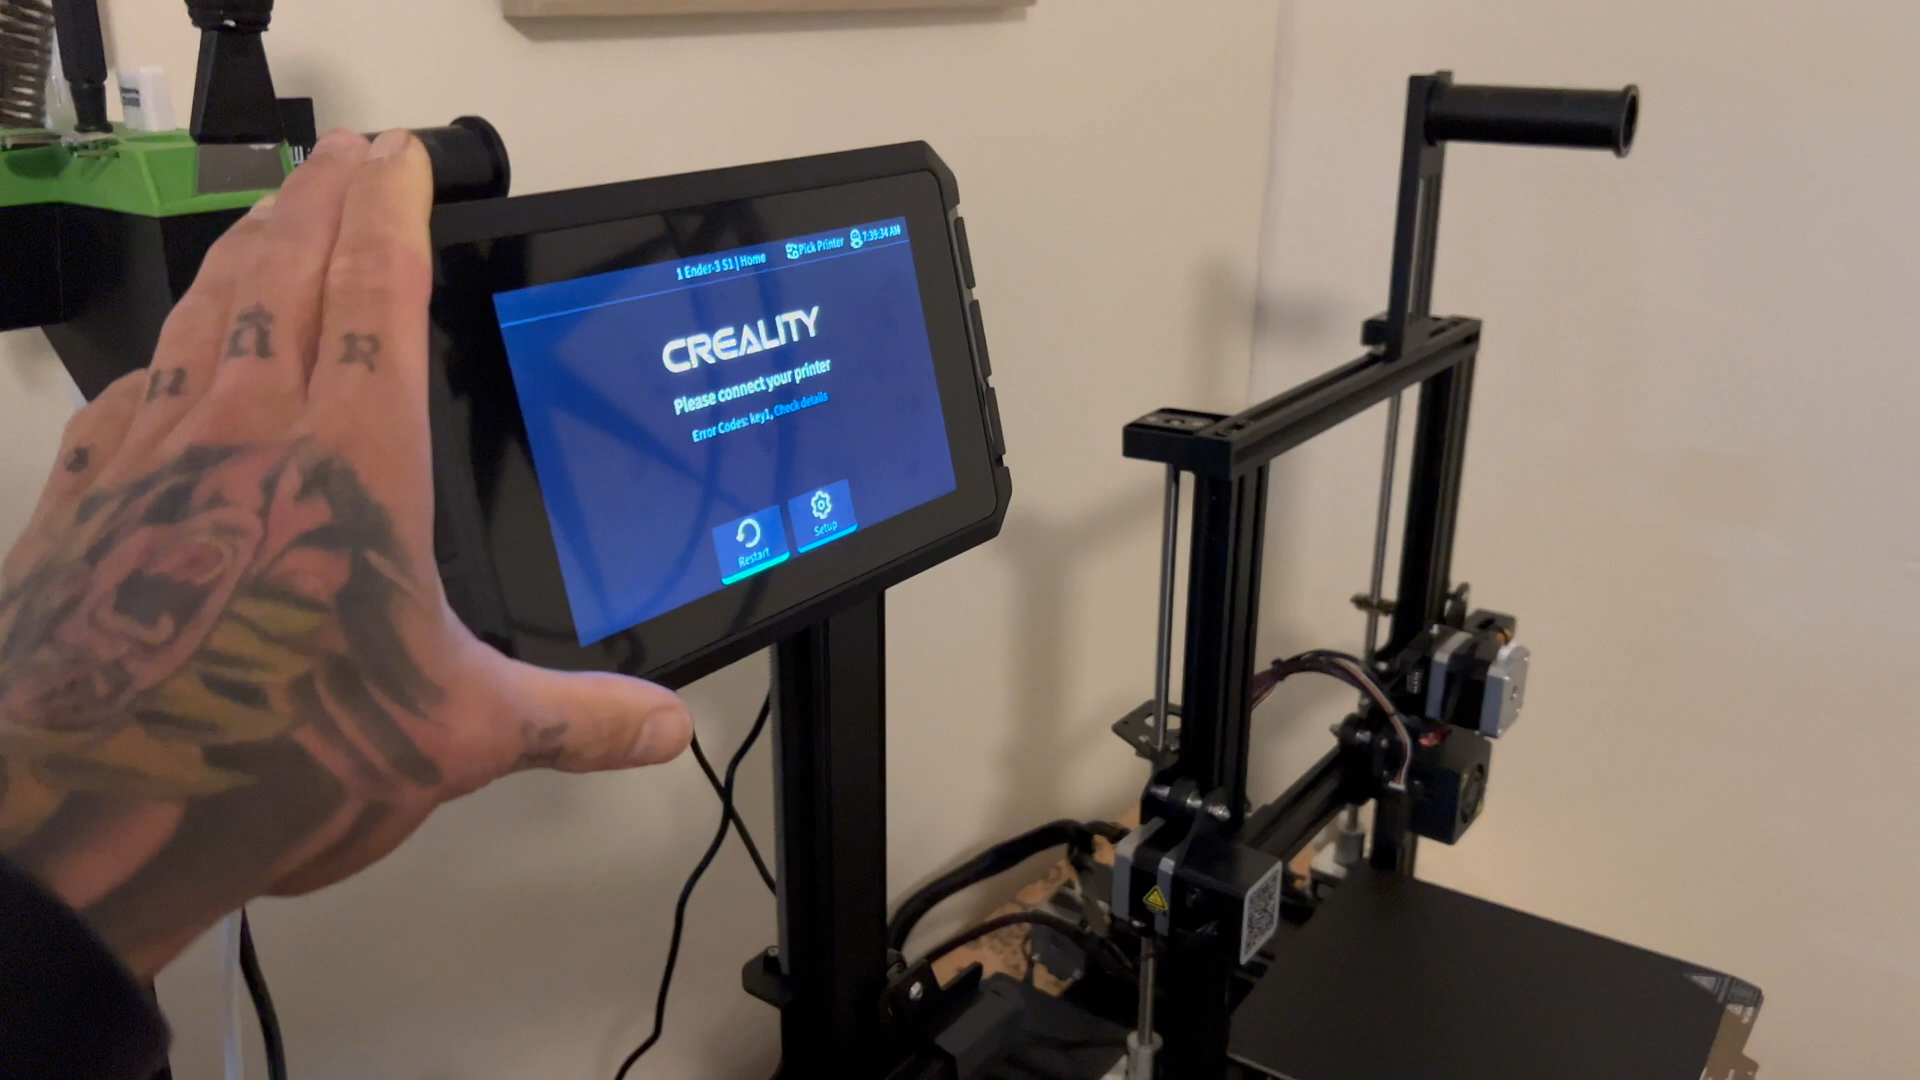 1 Ender-3 S1 | Home
Pick Printer
7:39:34 AM
CREALITY
Please connect your printer
Error Codes: key1, Check details
Restart
Setup